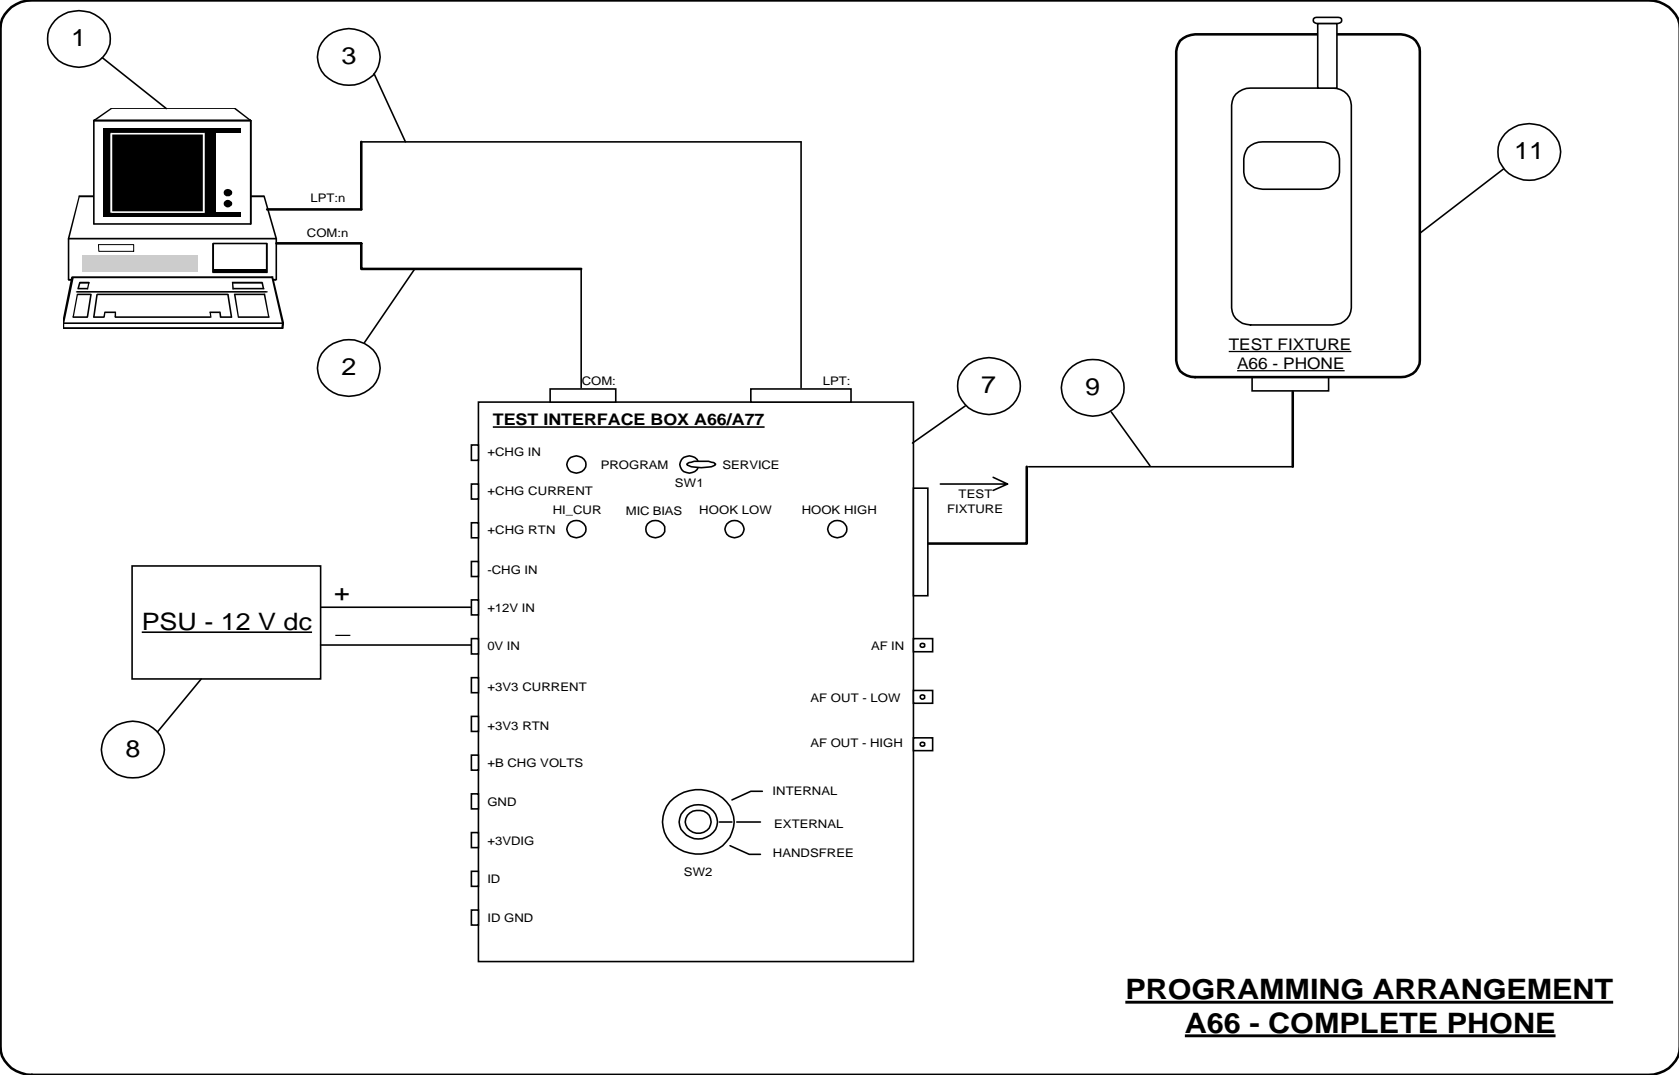 1
3
11
LPT:n
COM:n
2
TEST FIXTURE
A66 - PHONE
7
9
COM:
LPT:
TEST INTERFACE BOX A66/A77
+CHG IN
PROGRAM
SERVICE
SW1
+CHG CURRENT
HI_CUR
MIC BIAS
HOOK LOW
HOOK HIGH
+CHG RTN
TEST
FIXTURE
-CHG IN
+
+12V IN
PSU - 12 V dc
_
0V IN
AF IN
+3V3 CURRENT
AF OUT - LOW
+3V3 RTN
AF OUT - HIGH
8
+B CHG VOLTS
GND
INTERNAL
EXTERNAL
+3VDIG
HANDSFREE
SW2
ID
ID GND
PROGRAMMING ARRANGEMENT
A66 - COMPLETE PHONE